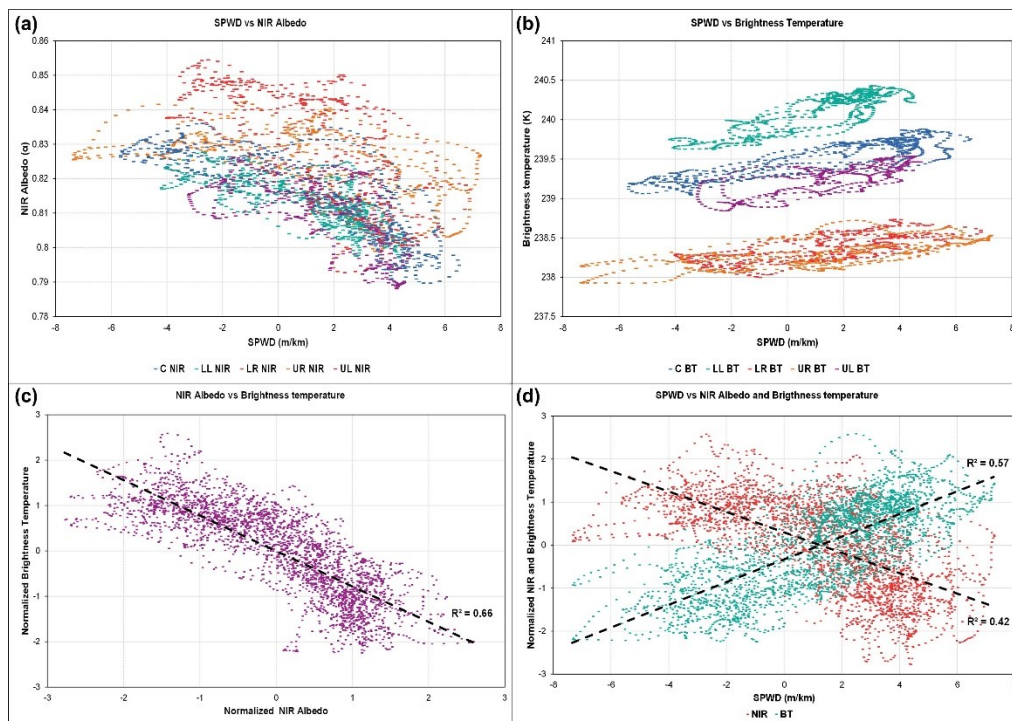 (a)
SPWD vs NIR Albedo
0.86
0.85
0.84
0.83
0.82
0.81
0.8
0.79
0.78
NIR Albedo (α)
-8 -6 -4 -2 0 2 4 6 8
SPWD (m/km)
C NIR LL NIR LR NIR UR NIR UL NIR
(b)
SPWD vs Brightness Temperature
241
240.5
240
239.5
239
238.5
238
237.5
Brightness temperature (K)
-8 -6 -4 -2 0 2 4 6 8
SPWD (m/km)
C BT LL BT LR BT UR BT UL BT
(c)
NIR Albedo vs Brightness temperature
3
2
1
0
-1
-2
-3
Normalized Brightness Temperature
R² = 0.66
-3 -2 -1 0 1 2 3
Normalized NIR Albedo
(d)
SPWD vs NIR Albedo and Brigthness temperature
3
2
1
0
-1
-2
-3
Normalized NIR and Brightness Temperature
R² = 0.57
R² = 0.42
-8 -6 -4 -2 0 2 4 6 8
SPWD (m/km)
NIR BT